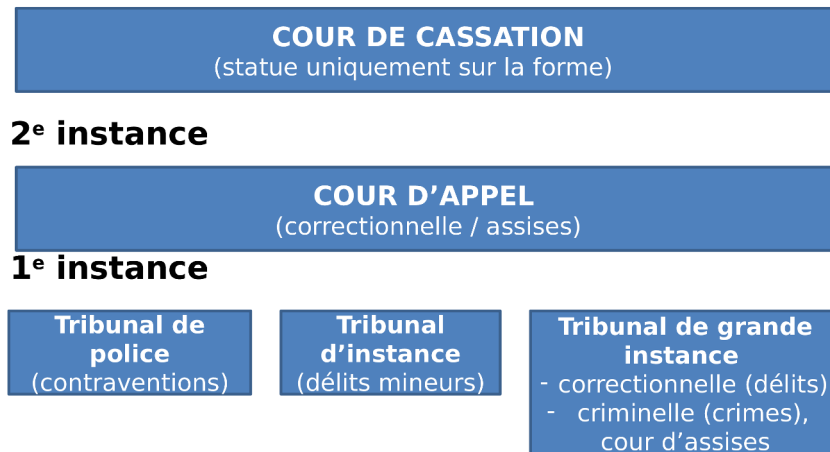 COUR DE CASSATION
(statue uniquement sur la forme)
2e instance
COUR D’APPEL
(correctionnelle / assises)
1e instance
Tribunal de
police
(contraventions)
Tribunal
d’instance
(délits mineurs)
Tribunal de grande
instance
- correctionnelle (délits)
- criminelle (crimes),
cour d’assises